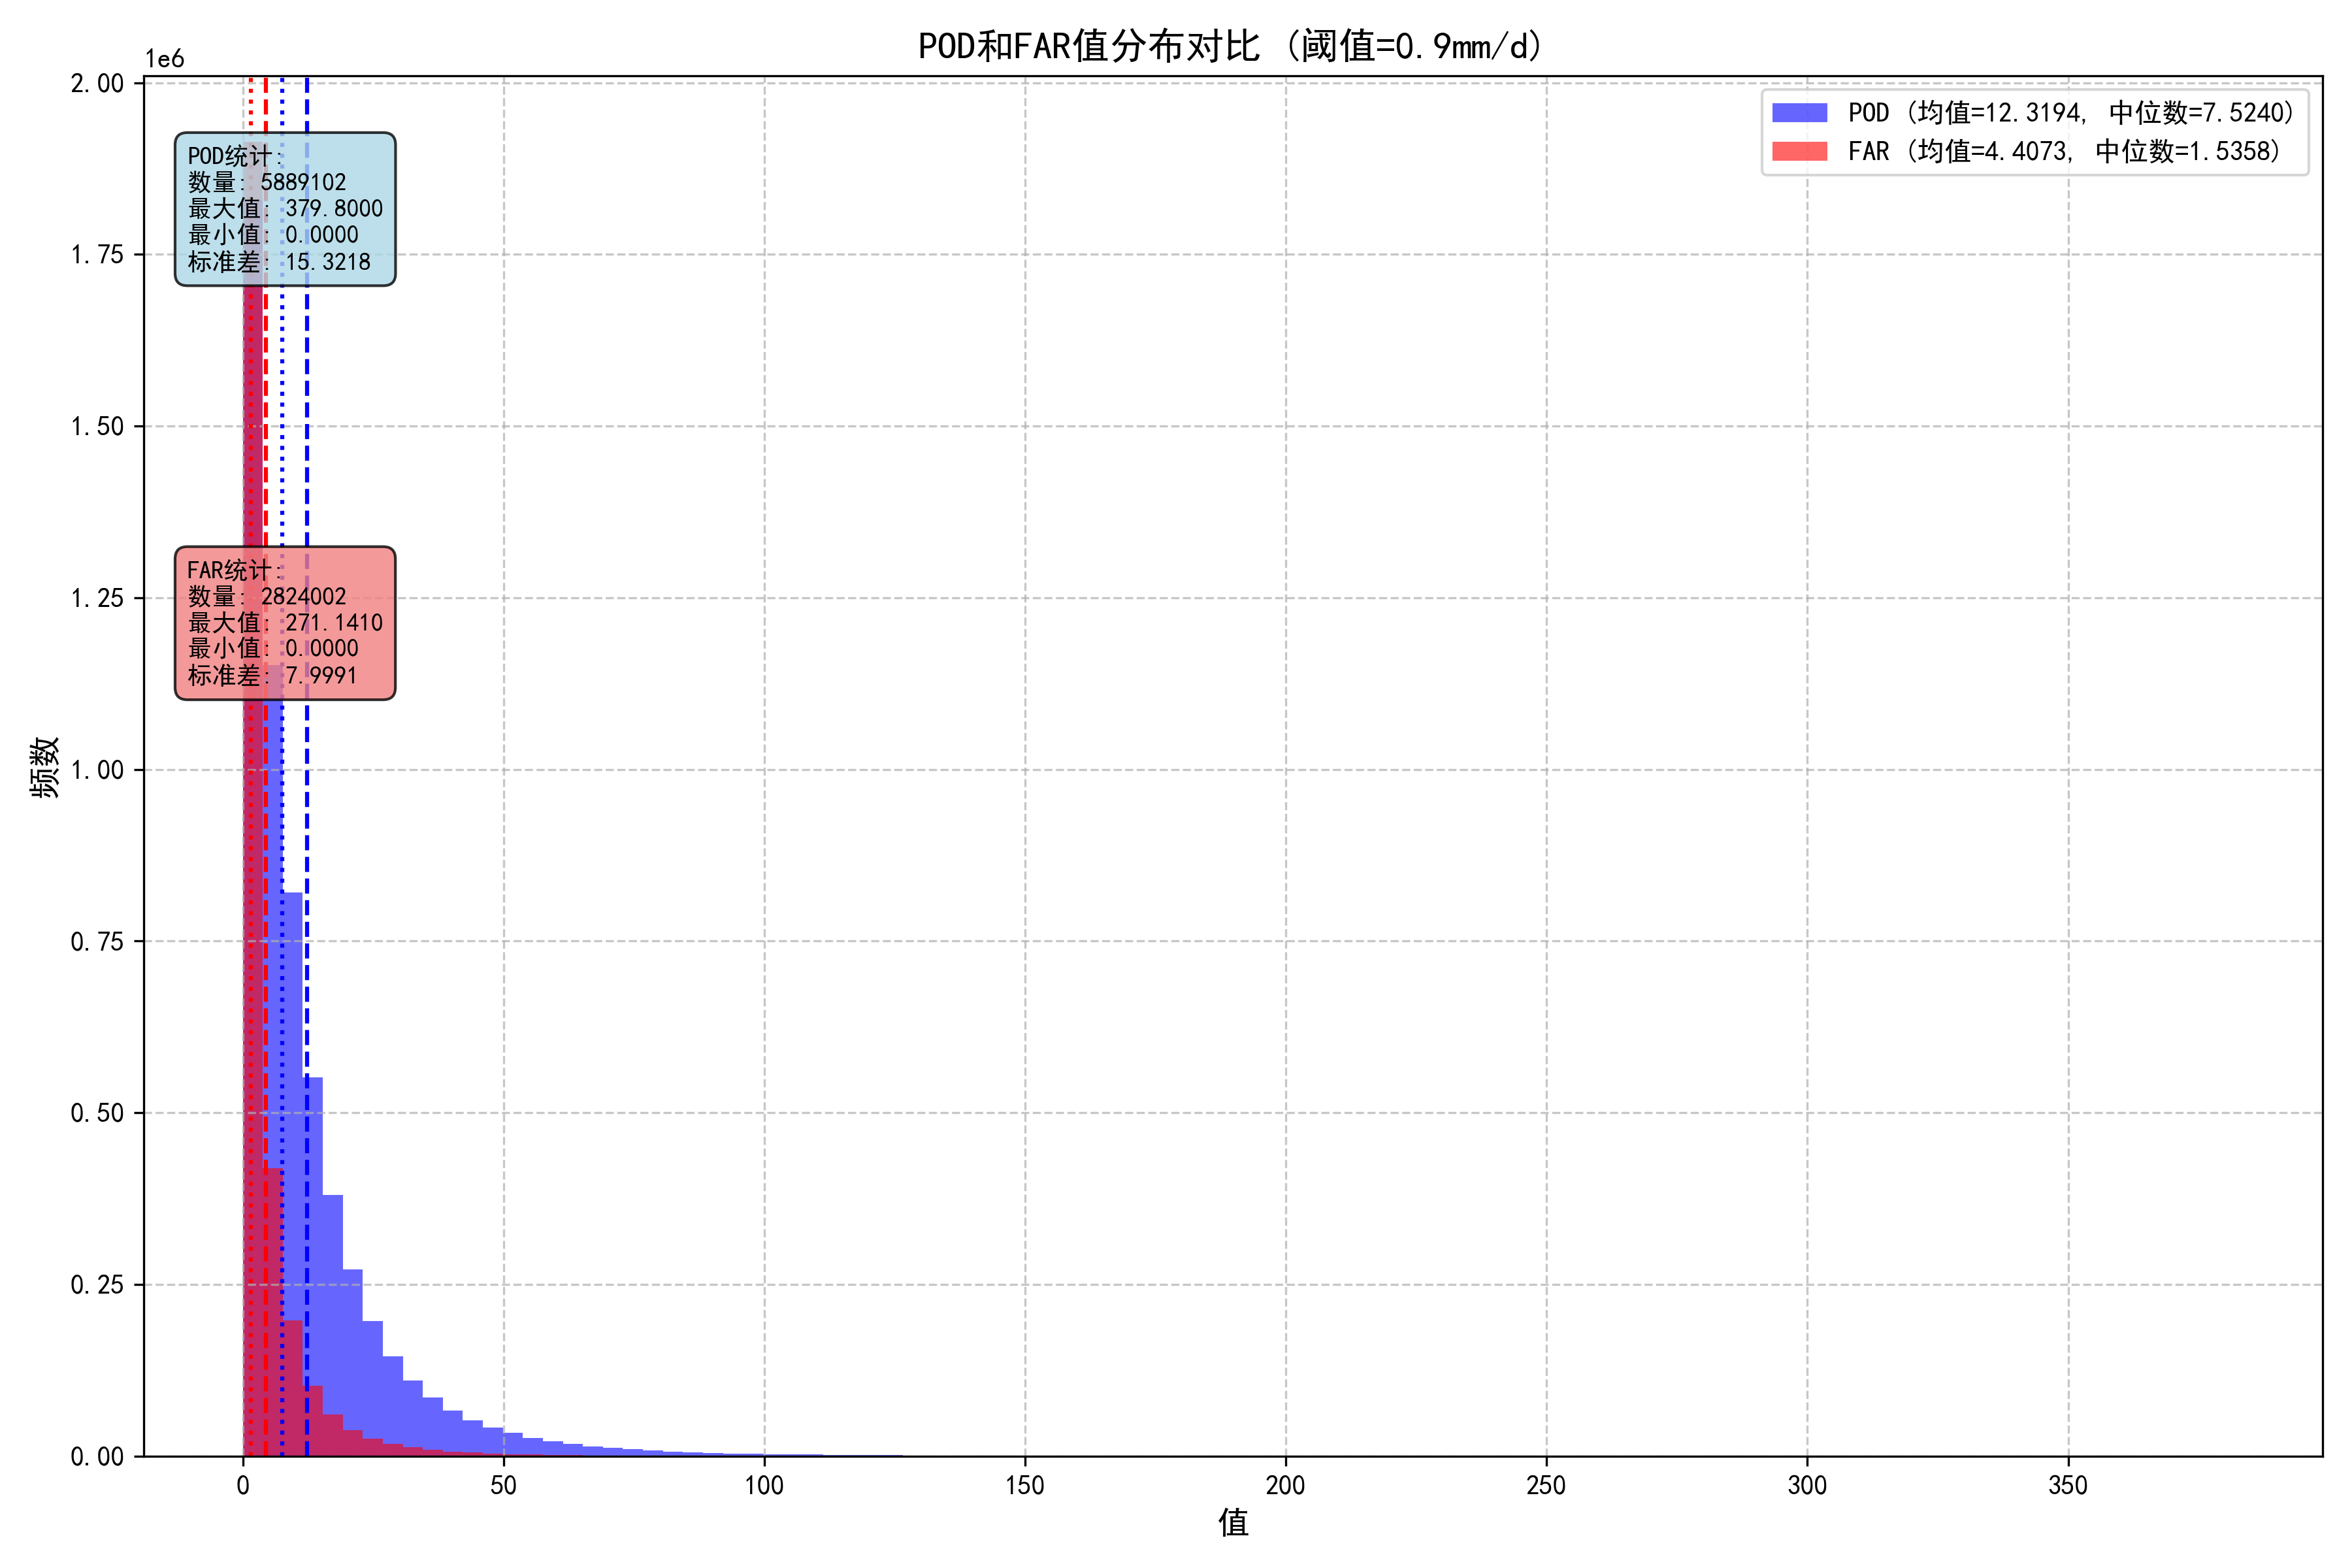 POD和FAR值分布对比 (阈值=0.9mm/d)
1e6
2.00
1.75
1.50
1.25
1.00
0.75
0.50
0.25
0.00
频数
POD (均值=12.3194, 中位数=7.5240)
FAR (均值=4.4073, 中位数=1.5358)
POD统计:
数量: 5889102
最大值: 379.8000
最小值: 0.0000
标准差: 15.3218
FAR统计:
数量: 2824002
最大值: 271.1410
最小值: 0.0000
标准差: 7.9991
0 50 100 150 200 250 300 350
值